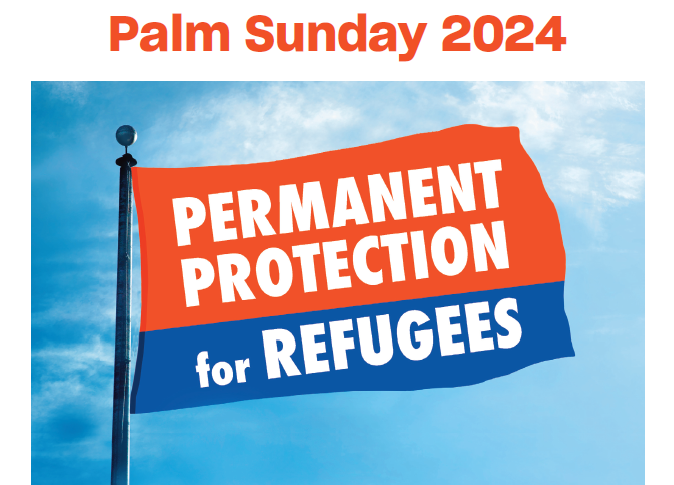 Palm Sunday 2024
PERMANENT
PROTECTION
for REFUGEES